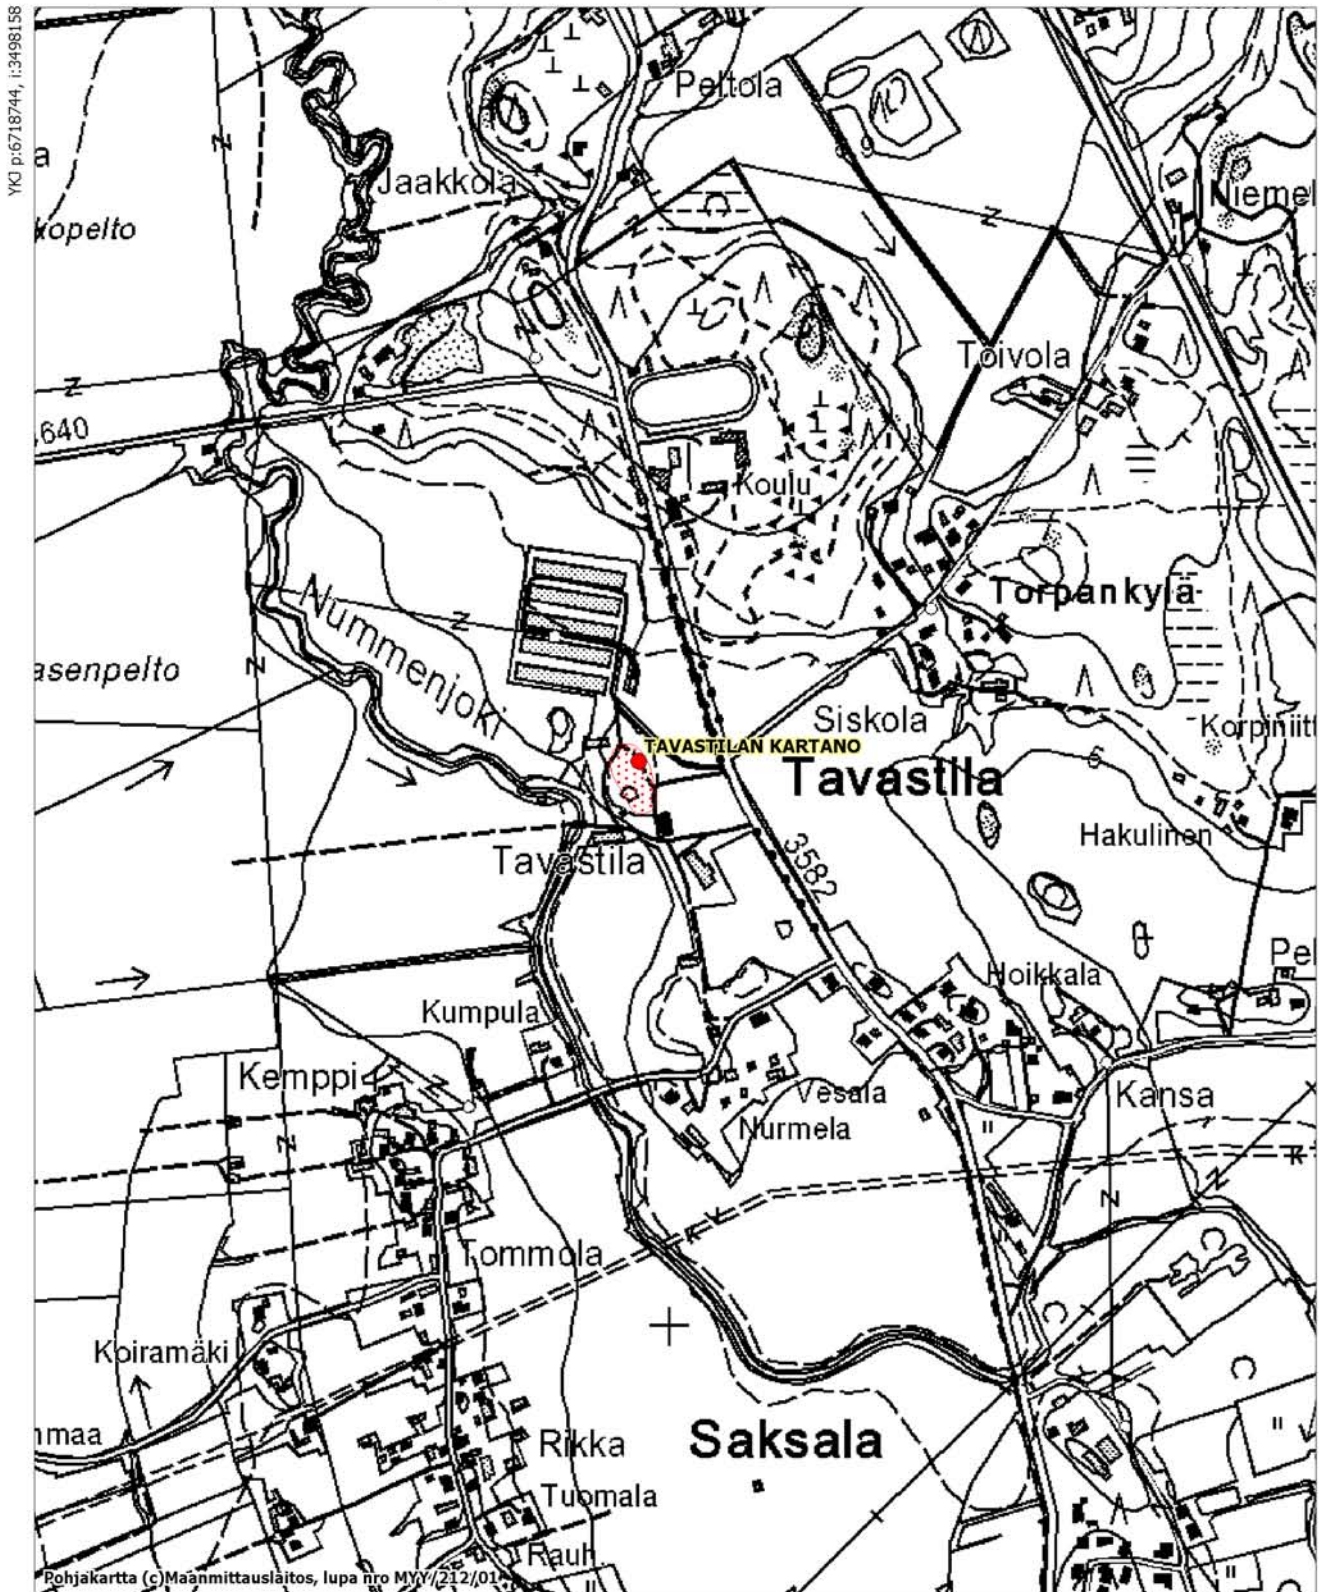 YKJ p:6718744, i:3498158
Peltola
Jaakkola
Niemel
kopelto
a
Toivola
.640
Koulu
Torpankylä
Nummenjoki
asenpelto
Siskola
Korpiniitt
TAVASTILAN KARTANO
Tavastila
6
Hakulinen
3582
Tavastila
Pel
Hoikkala
Kumpula
Kemppi
Vesala
Kansa
Nurmela
Tommola
Koiramäki
mmaa
Rikka
Saksala
Tuomala
Rauh.
Pohjakartta (c)Maanmittauslaitos, lupa nro MYY/212/01